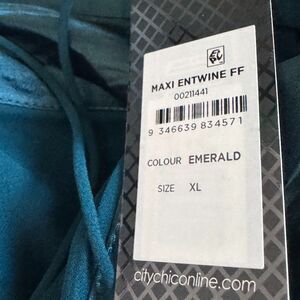 MAXI ENTWINE FF
00211441
9 346639 834571
COLOUR EMERALD
SIZE XL
citychiconline.com